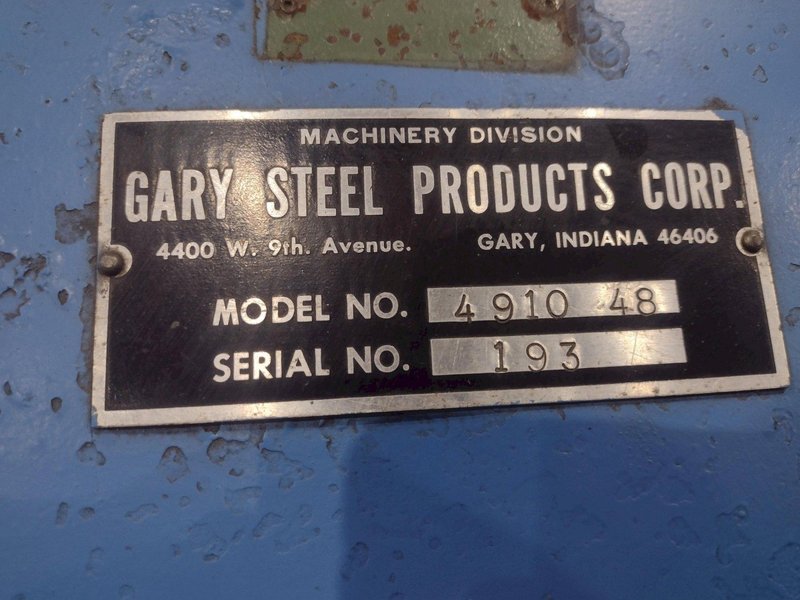 MACHINERY DIVISION
GARY STEEL PRODUCTS CORP.
4400 W. 9th. Avenue. GARY, INDIANA 46406
MODEL NO. 4910 48
SERIAL NO. 193